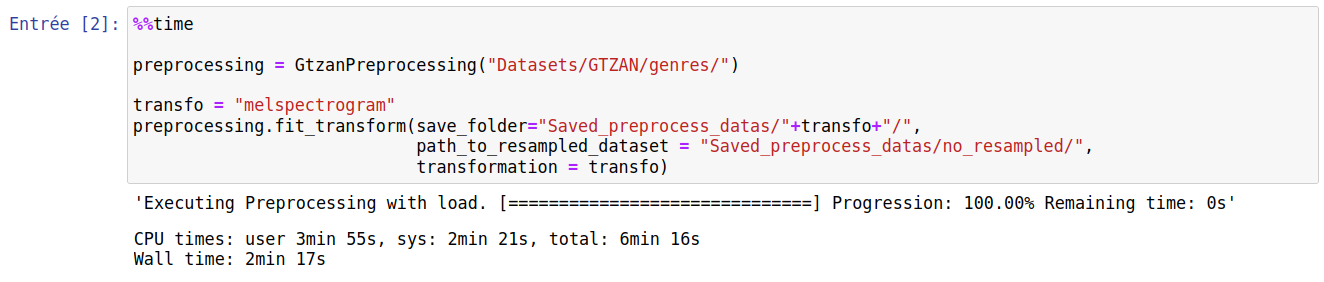 Entrée [2]: %%time
preprocessing = GtzanPreprocessing("Datasets/GTZAN/genres/")
transfo = "melspectrogram"
preprocessing.fit_transform(save_folder="Saved_preprocess_datas/"+transfo+"/",
path_to_resampled_dataset = "Saved_preprocess_datas/no_resampled/",
transformation = transfo)
'Executing Preprocessing with load. [==============================] Progression: 100.00% Remaining time: 0s'
CPU times: user 3min 55s, sys: 2min 21s, total: 6min 16s
Wall time: 2min 17s